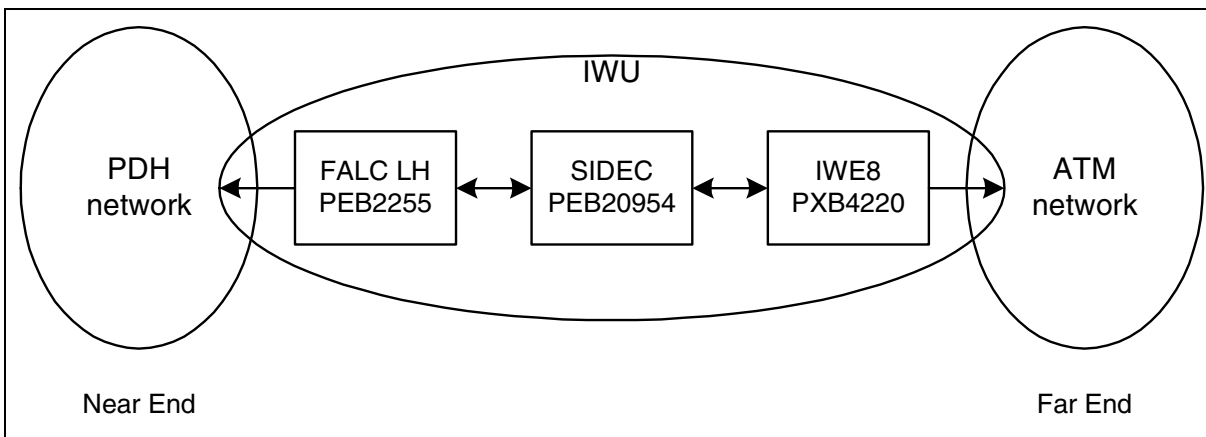 IWU
PDH
network
FALC LH
PEB2255
SIDEC
PEB20954
IWE8
PXB4220
ATM
network
Near End
Far End